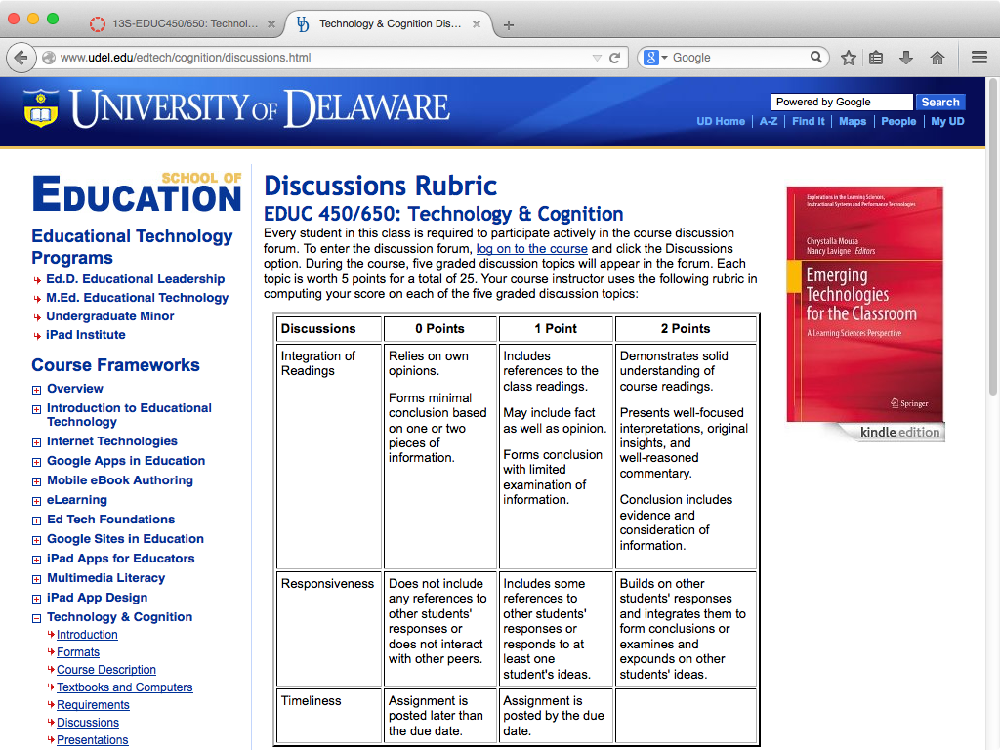 13S-EDUC450/650: Technol...
Technology & Cognition Dis...
www.udel.edu/edtech/cognition/discussions.html
Google
UNIVERSITY OF DELAWARE
Powered by Google
Search
UD Home
A-Z
Find It
Maps
People
My UD
SCHOOL OF
EDUCATION
Educational Technology
Programs
Ed.D. Educational Leadership
M.Ed. Educational Technology
Undergraduate Minor
iPad Institute
Course Frameworks
Overview
Introduction to Educational
Technology
Internet Technologies
Google Apps in Education
Mobile eBook Authoring
eLearning
Ed Tech Foundations
Google Sites in Education
iPad Apps for Educators
Multimedia Literacy
iPad App Design
Technology & Cognition
Introduction
Formats
Course Description
Textbooks and Computers
Requirements
Discussions
Presentations
Discussions Rubric
EDUC 450/650: Technology & Cognition
Every student in this class is required to participate actively in the course discussion
forum. To enter the discussion forum, log on to the course and click the Discussions
option. During the course, five graded discussion topics will appear in the forum. Each
topic is worth 5 points for a total of 25. Your course instructor uses the following rubric in
computing your score on each of the five graded discussion topics:
Discussions
0 Points
1 Point
2 Points
Integration of
Readings
Relies on own
opinions.
Forms minimal
conclusion based
on one or two
pieces of
information.
Includes
references to the
class readings.
May include fact
as well as opinion.
Forms conclusion
with limited
examination of
information.
Demonstrates solid
understanding of
course readings.
Presents well-focused
interpretations, original
insights, and
well-reasoned
commentary.
Conclusion includes
evidence and
consideration of
information.
Responsiveness
Does not include
any references to
other students'
responses or
does not interact
with other peers.
Includes some
references to
other students'
responses or
responds to at
least one
student's ideas.
Builds on other
students' responses
and integrates them to
form conclusions or
examines and
expounds on other
students' ideas.
Timeliness
Assignment is
posted later than
the due date.
Assignment is
posted by the due
date.
Explorations in the Learning Sciences,
Instructional Systems and Performance Technologies
Chrystalla Mouza
Nancy Lavigne Editors
Emerging
Technologies
for the Classroom
A Learning Sciences Perspective
Springer
kindle edition